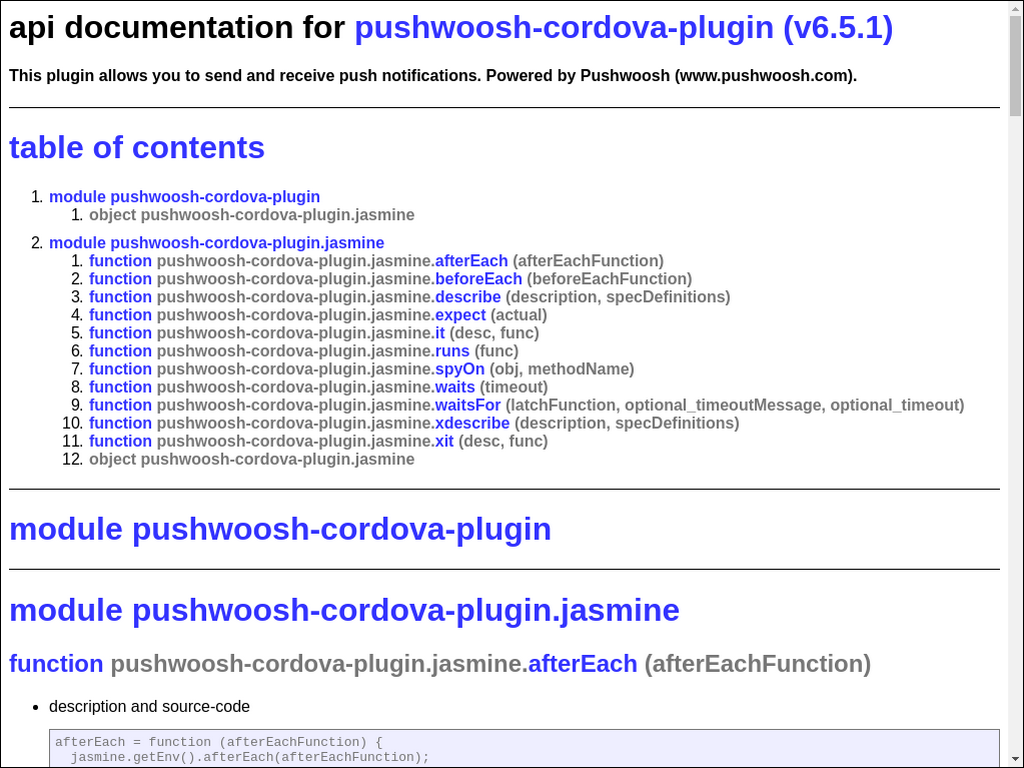 api documentation for pushwoosh-cordova-plugin (v6.5.1)
This plugin allows you to send and receive push notifications. Powered by Pushwoosh (www.pushwoosh.com).
table of contents
1. module pushwoosh-cordova-plugin
1. object pushwoosh-cordova-plugin.jasmine
2. module pushwoosh-cordova-plugin.jasmine
1. function pushwoosh-cordova-plugin.jasmine.afterEach (afterEachFunction)
2. function pushwoosh-cordova-plugin.jasmine.beforeEach (beforeEachFunction)
3. function pushwoosh-cordova-plugin.jasmine.describe (description, specDefinitions)
4. function pushwoosh-cordova-plugin.jasmine.expect (actual)
5. function pushwoosh-cordova-plugin.jasmine.it (desc, func)
6. function pushwoosh-cordova-plugin.jasmine.runs (func)
7. function pushwoosh-cordova-plugin.jasmine.spyOn (obj, methodName)
8. function pushwoosh-cordova-plugin.jasmine.waits (timeout)
9. function pushwoosh-cordova-plugin.jasmine.waitsFor (latchFunction, optional_timeoutMessage, optional_timeout)
10. function pushwoosh-cordova-plugin.jasmine.xdescribe (description, specDefinitions)
11. function pushwoosh-cordova-plugin.jasmine.xit (desc, func)
12. object pushwoosh-cordova-plugin.jasmine
module pushwoosh-cordova-plugin
module pushwoosh-cordova-plugin.jasmine
function pushwoosh-cordova-plugin.jasmine.afterEach (afterEachFunction)
• description and source-code
afterEach = function (afterEachFunction) {
  jasmine.getEnv().afterEach(afterEachFunction);